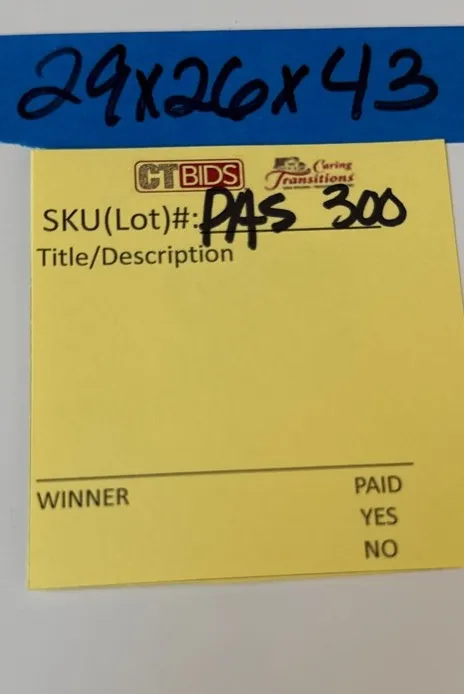 29x26x43
CTBIDS Caring Transitions
SKU(Lot)#: PAS 300
Title/Description
WINNER PAID
YES
NO